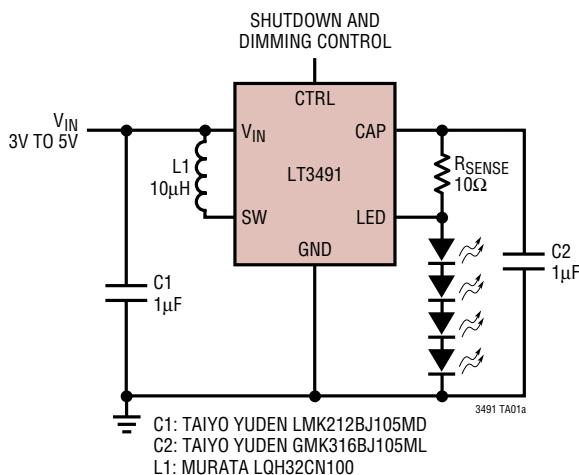 SHUTDOWN AND
DIMMING CONTROL
CTRL
VIN
3V TO 5V
VIN
CAP
L1
10µH
LT3491
RSENSE
10Ω
SW
LED
GND
C1
1µF
C2
1µF
3491 TA01a
C1: TAIYO YUDEN LMK212BJ105MD
C2: TAIYO YUDEN GMK316BJ105ML
L1: MURATA LQH32CN100